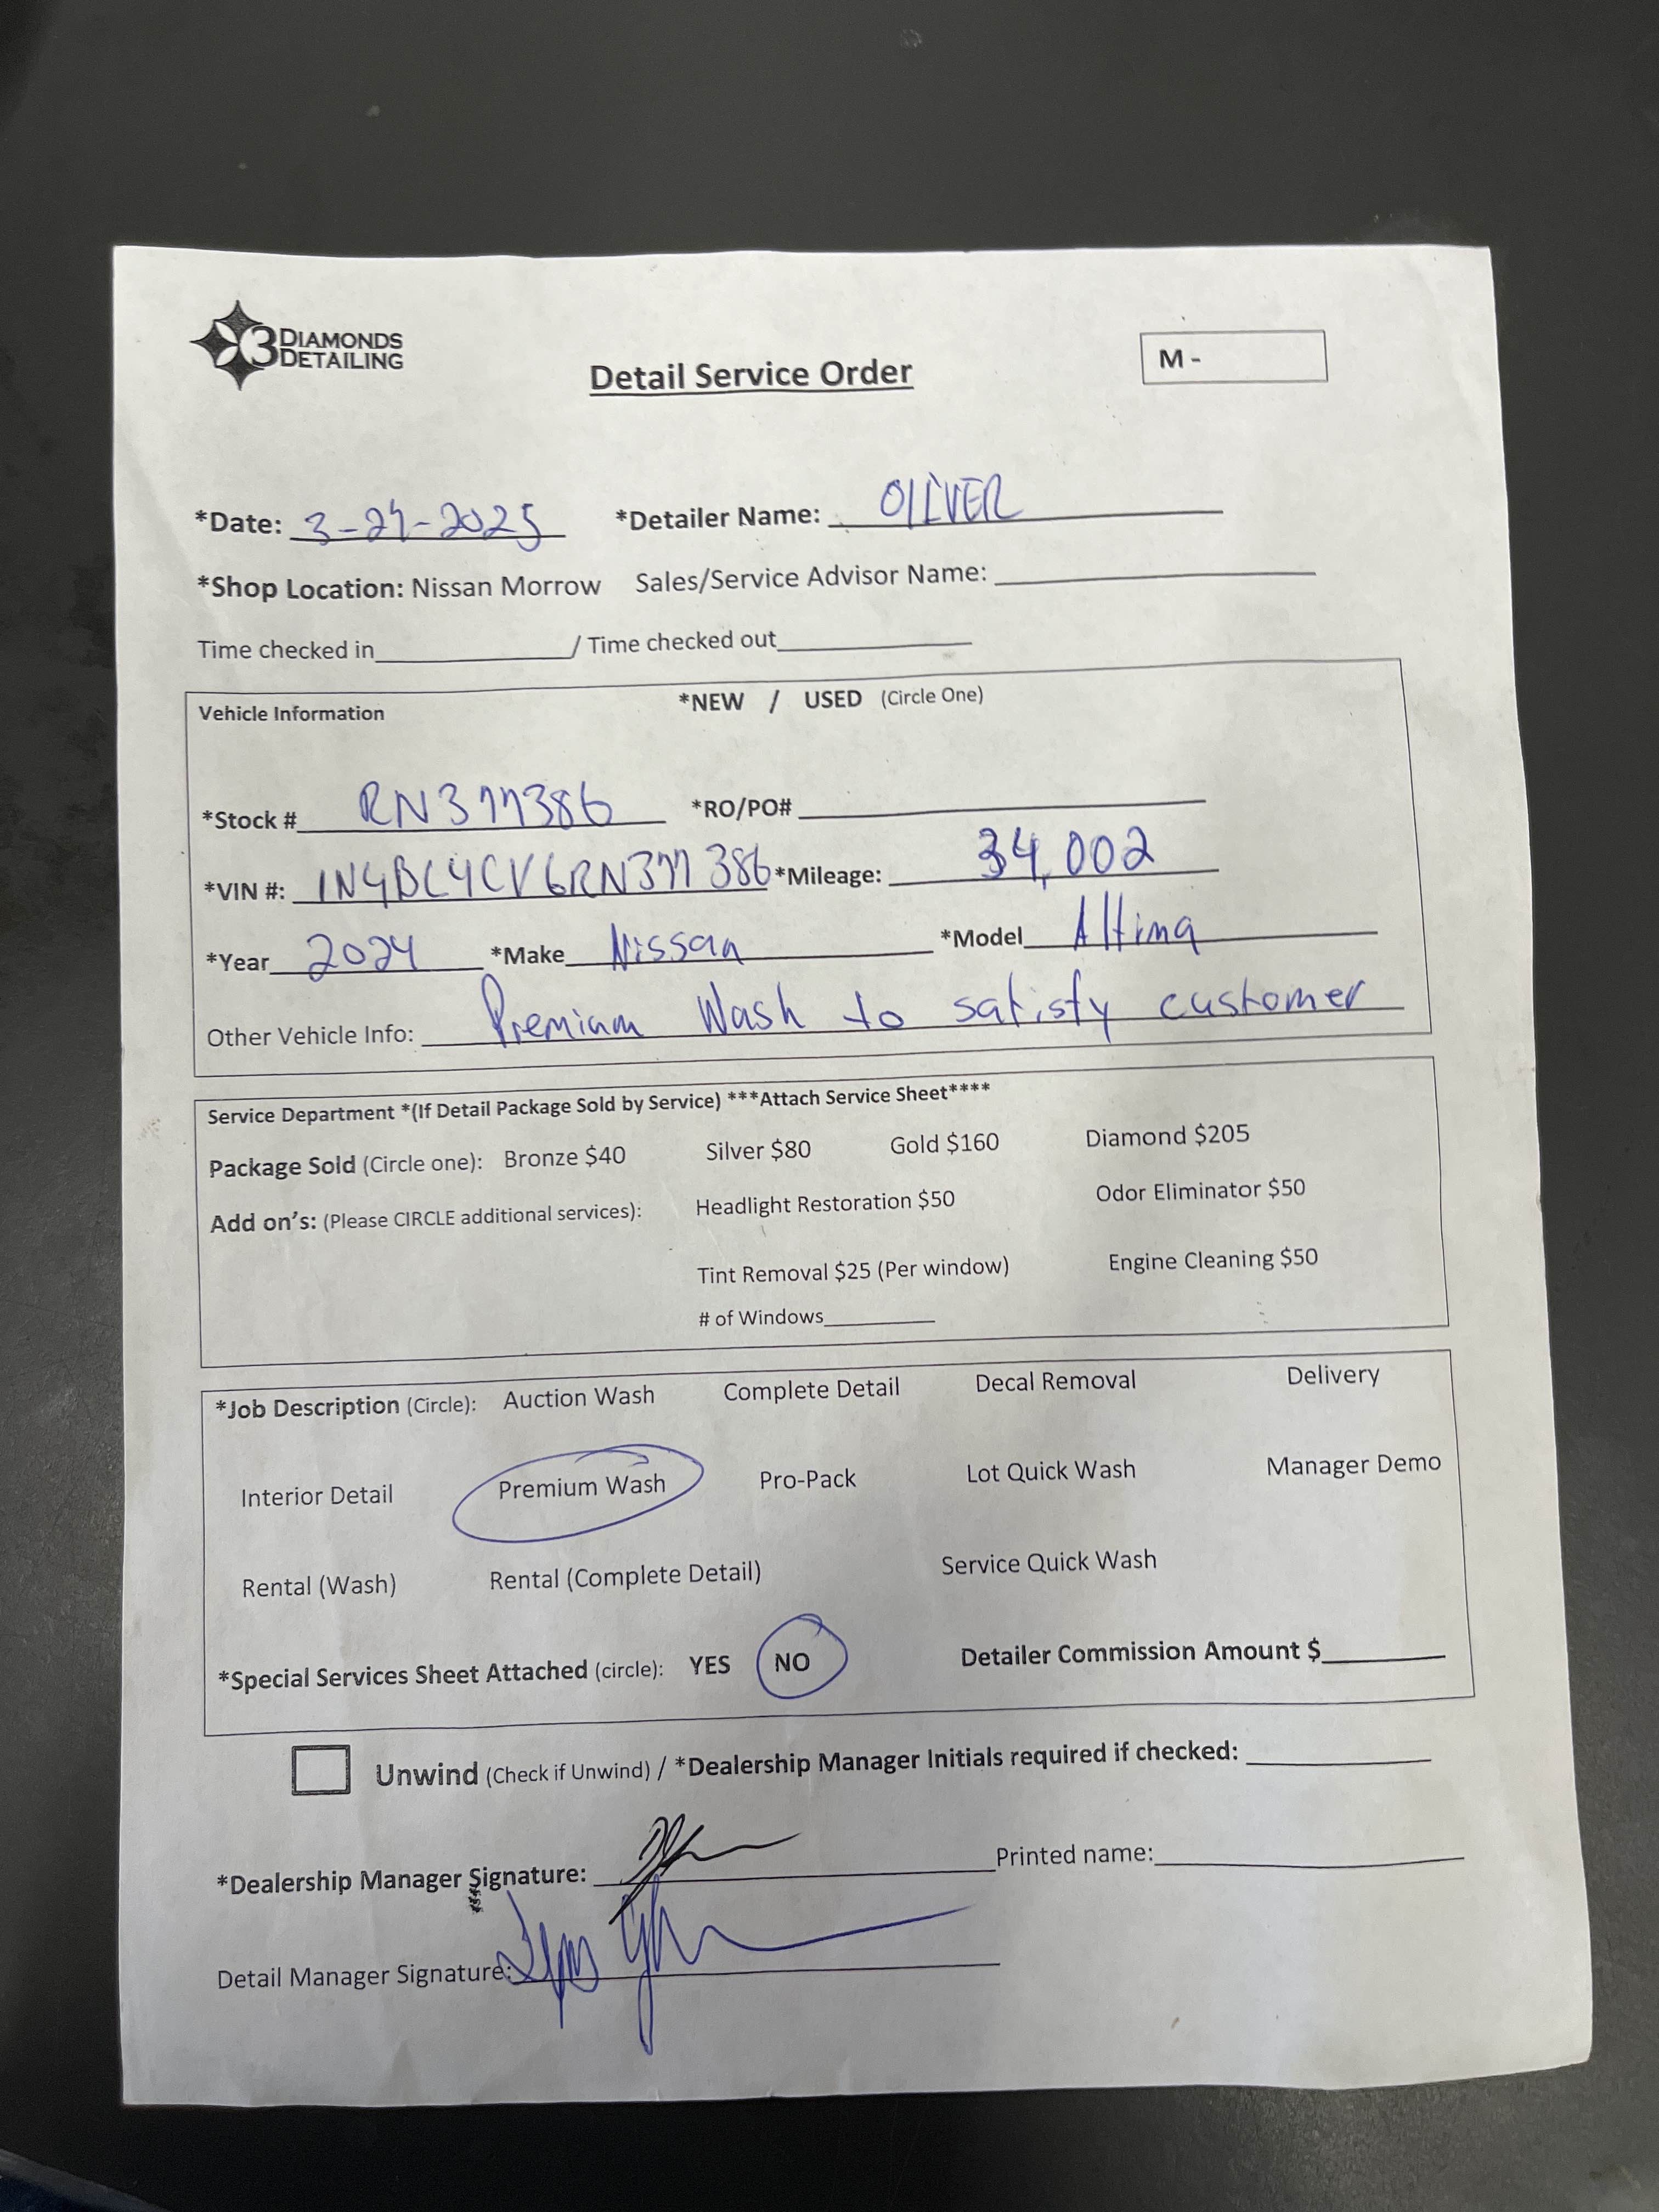 3 DIAMONDS DETAILING
Detail Service Order
M -
*Date: 3-24-2025 *Detailer Name: OLIVER
*Shop Location: Nissan Morrow Sales/Service Advisor Name:
Time checked in / Time checked out
Vehicle Information *NEW / USED (Circle One)
*Stock # RN377386 *RO/PO#
*VIN #: 1N4BL4CV6RN377386 *Mileage: 34,002
*Year 2024 *Make Nissan *Model Altima
Other Vehicle Info: Premium Wash to satisfy customer
Service Department *(If Detail Package Sold by Service) ***Attach Service Sheet****
Package Sold (Circle one): Bronze $40 Silver $80 Gold $160 Diamond $205
Add on's: (Please CIRCLE additional services): Headlight Restoration $50 Odor Eliminator $50
Tint Removal $25 (Per window) Engine Cleaning $50
# of Windows
*Job Description (Circle): Auction Wash Complete Detail Decal Removal Delivery
Interior Detail Premium Wash Pro-Pack Lot Quick Wash Manager Demo
Rental (Wash) Rental (Complete Detail) Service Quick Wash
*Special Services Sheet Attached (circle): YES NO Detailer Commission Amount $
Unwind (Check if Unwind) / *Dealership Manager Initials required if checked:
*Dealership Manager Signature: Printed name:
Detail Manager Signature: